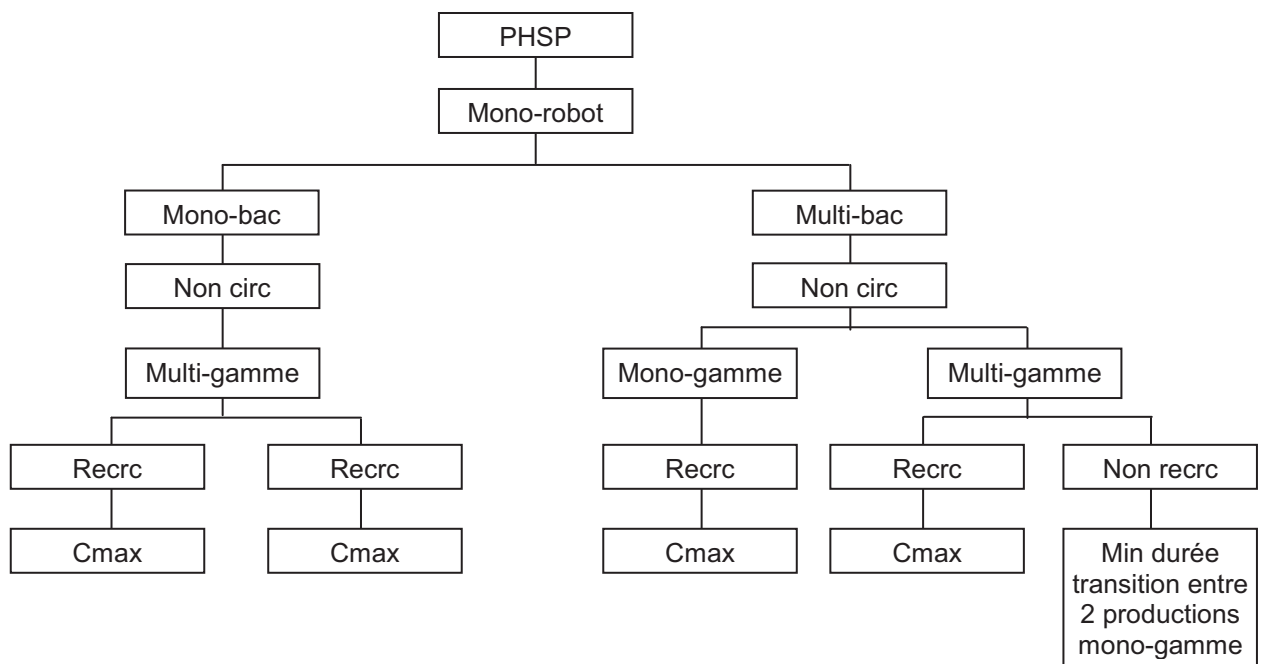 PHSP
Mono-robot
Mono-bac
Multi-bac
Non circ
Non circ
Multi-gamme
Mono-gamme
Multi-gamme
Recrc
Recrc
Recrc
Recrc
Non recrc
Cmax
Cmax
Cmax
Cmax
Min durée
transition entre
2 productions
mono-gamme